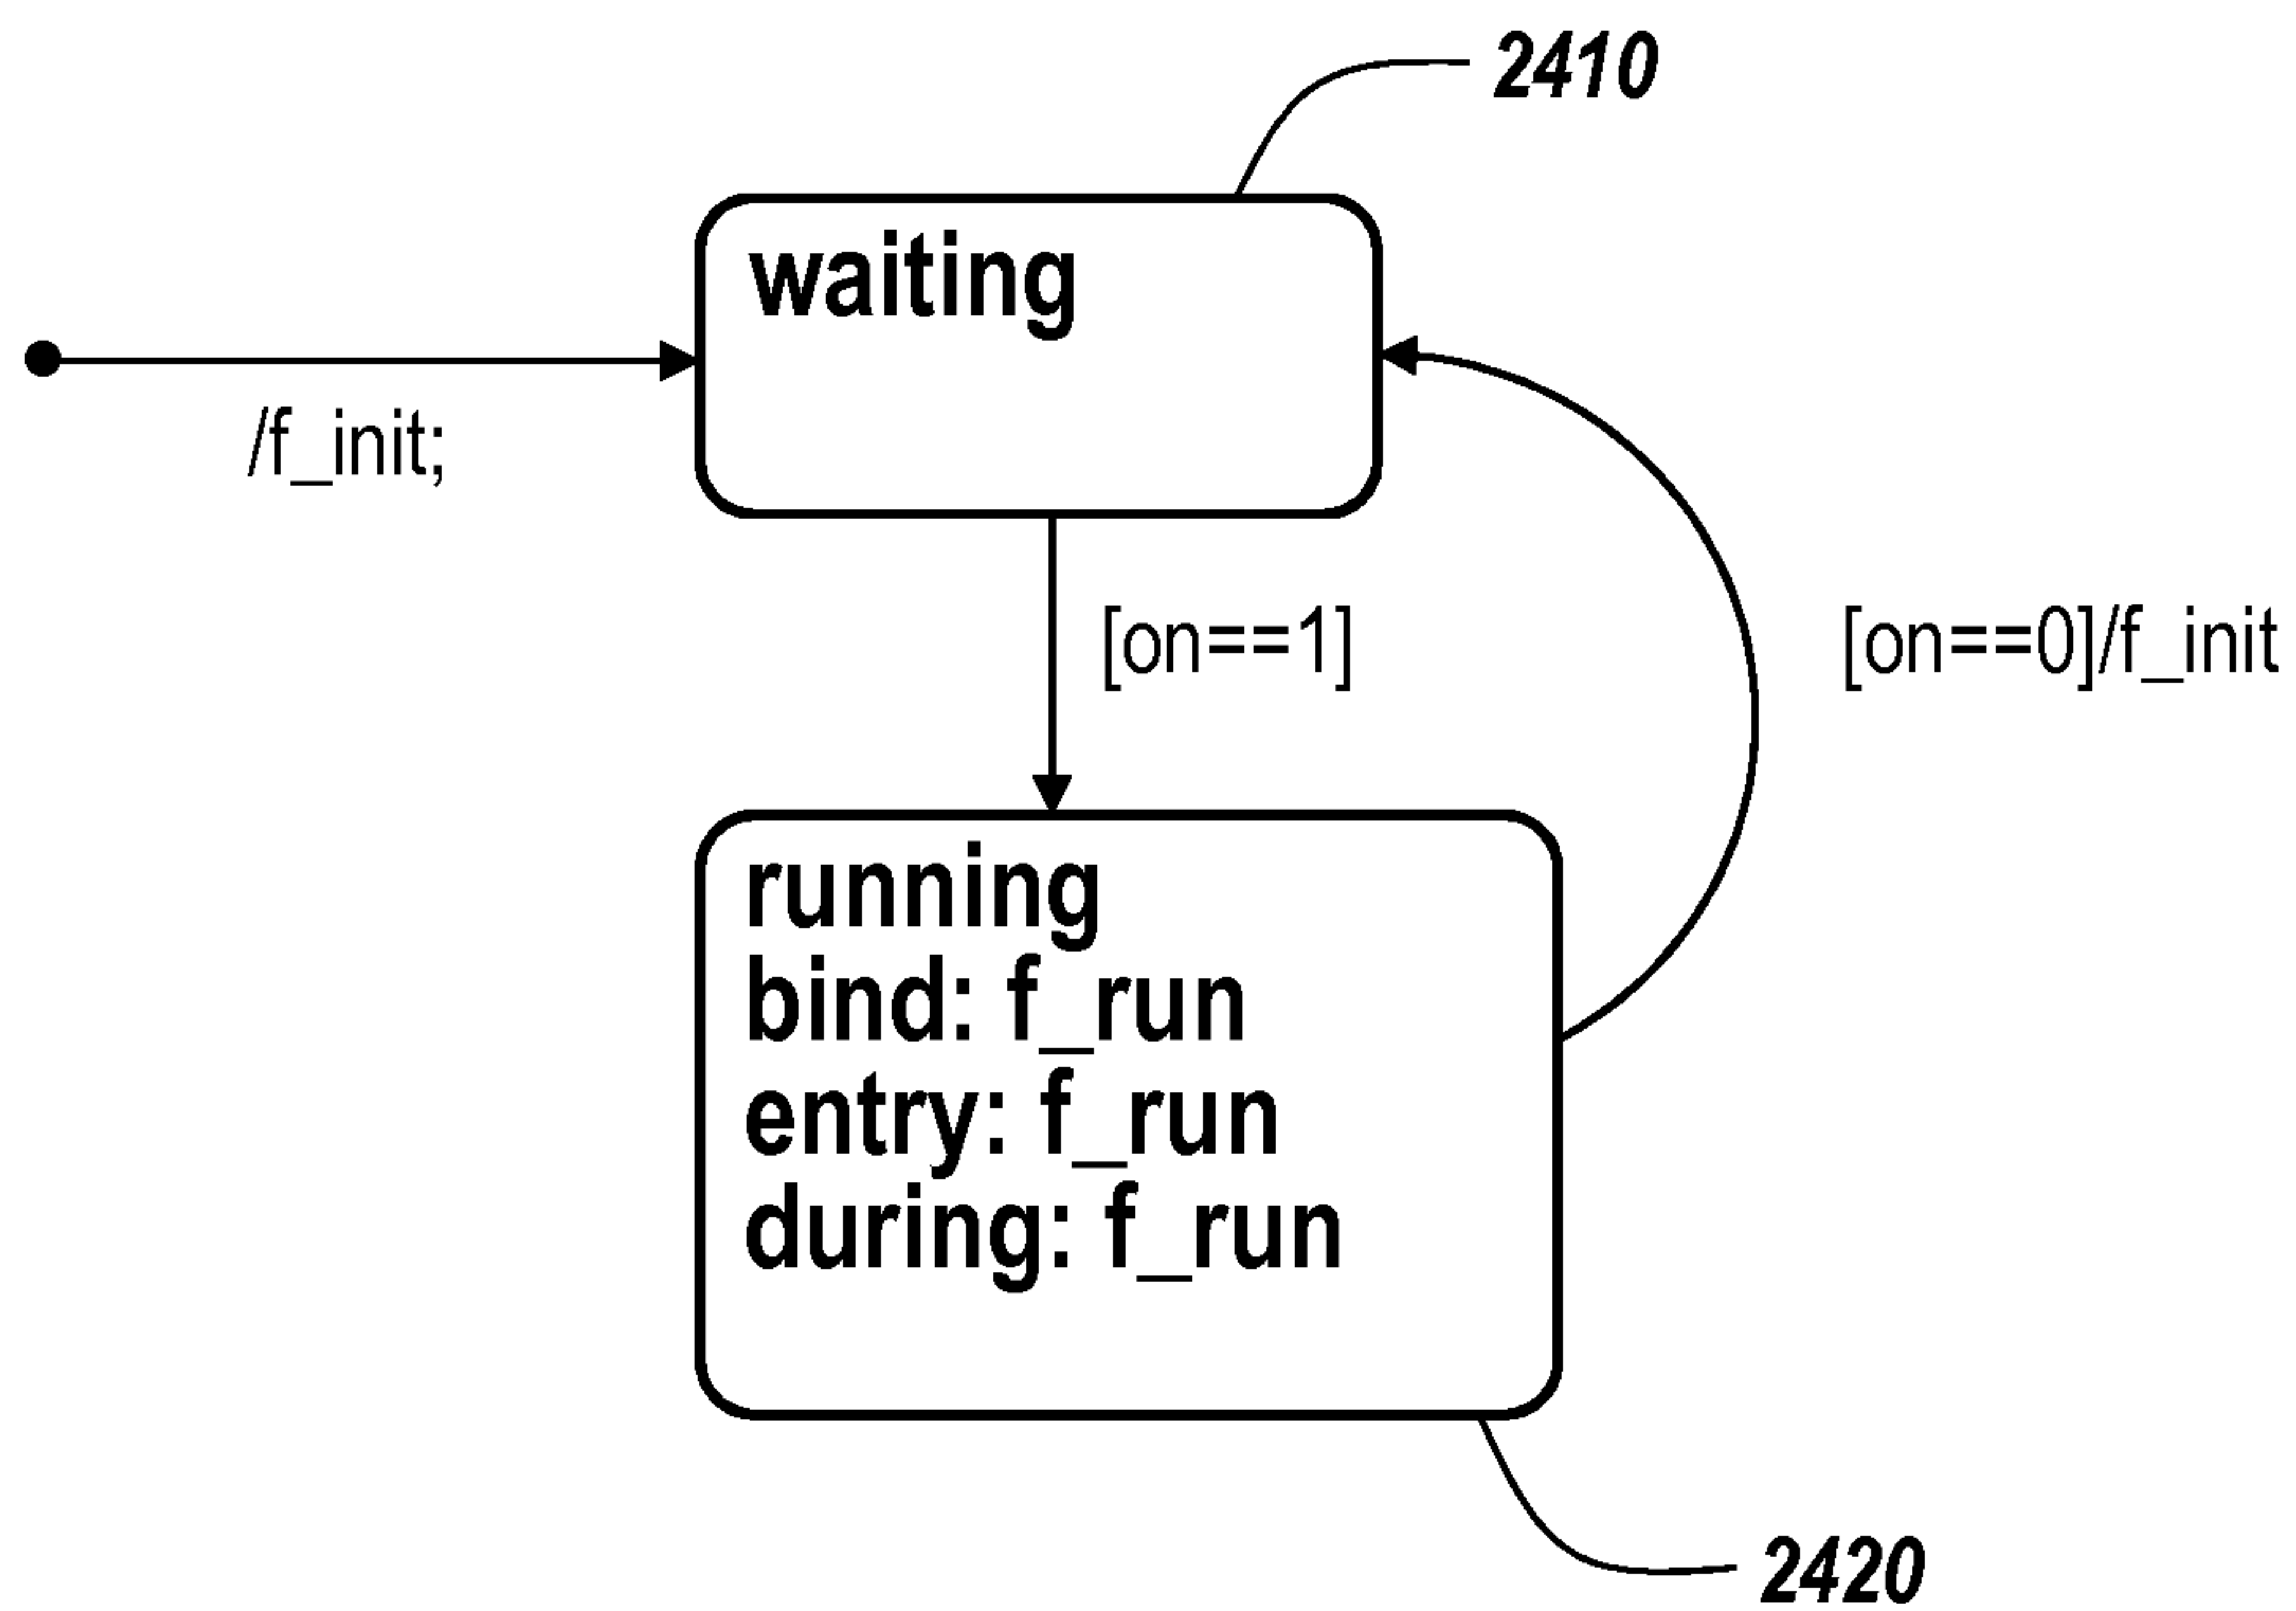 2410
waiting
/f_init;
[on==1]
[on==0]/f_init
running
bind: f_run
entry: f_run
during: f_run
2420